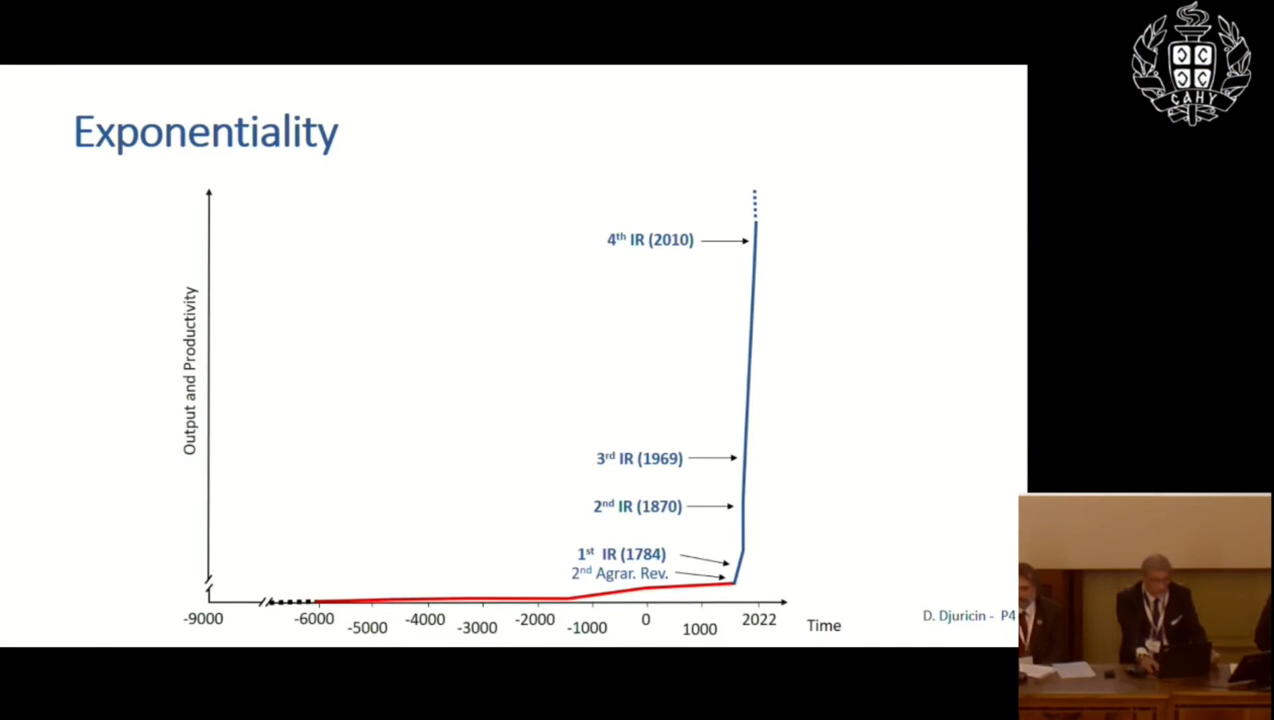 Exponentiality
4th IR (2010)
Output and Productivity
3rd IR (1969)
2nd IR (1870)
1st IR (1784)
2nd Agrar. Rev.
-9000 -6000 -5000 -4000 -3000 -2000 -1000 0 1000 2022 Time
D. Djuricin - P4
САНУ